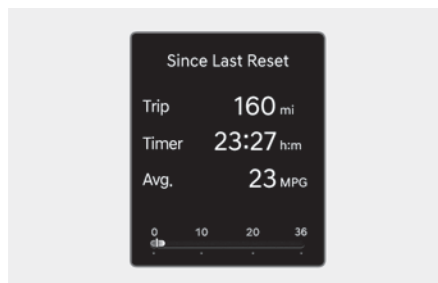 Since Last Reset
Trip 160 mi
Timer 23:27 h:m
Avg. 23 MPG
0 10 20 36